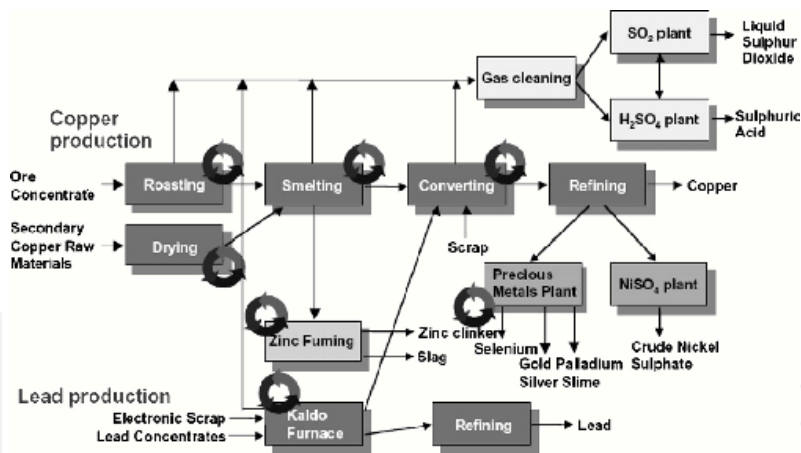 SO₂ plant
Liquid
Sulphur
Dioxide
Gas cleaning
H₂SO₄ plant
Sulphuric
Acid
Copper
production
Ore
Concentrate
Roasting
Smelting
Converting
Refining
Copper
Secondary
Copper Raw
Materials
Drying
Scrap
Precious
Metals Plant
NiSO₄ plant
Zinc Fuming
Zinc clinker
Slag
Selenium
Gold Palladium
Silver Slime
Crude Nickel
Sulphate
Lead production
Electronic Scrap
Lead Concentrates
Kaldo
Furnace
Refining
Lead